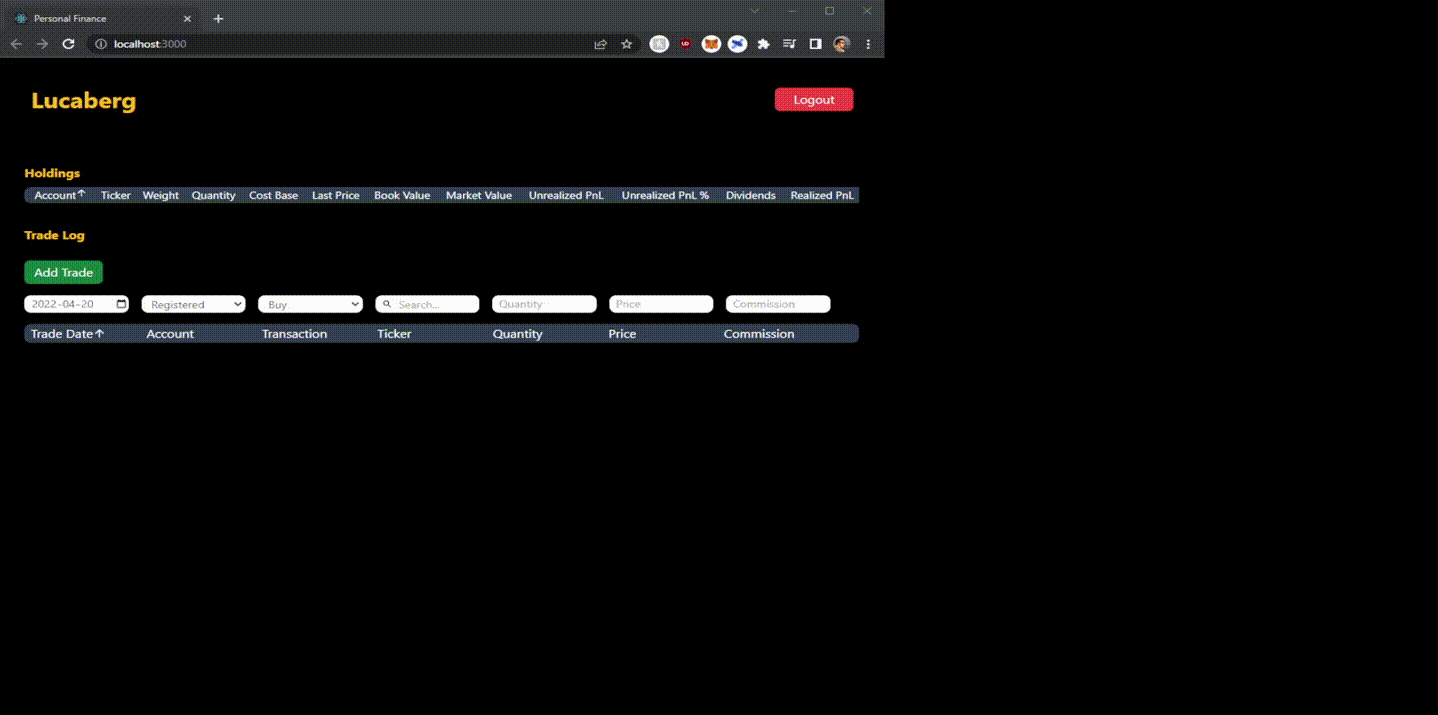 Personal Finance
localhost:3000
Lucaberg
Logout
Holdings
Account↑ Ticker Weight Quantity Cost Base Last Price Book Value Market Value Unrealized PnL Unrealized PnL % Dividends Realized PnL
Trade Log
Add Trade
2022-04-20 Registered Buy Search... Quantity Price Commission
Trade Date↑ Account Transaction Ticker Quantity Price Commission